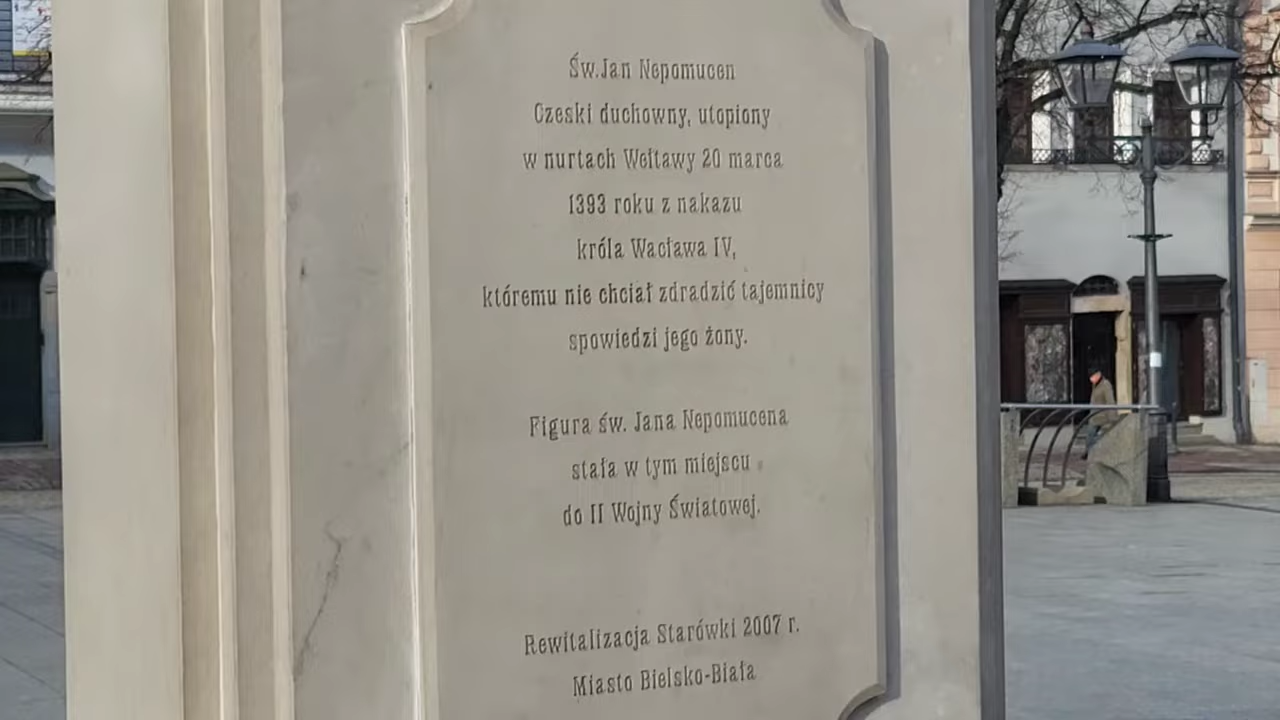 Św.Jan Nepomucen
Czeski duchowny, utopiony
w nurtach Wełtawy 20 marca
1393 roku z nakazu
króla Wacława IV,
któremu nie chciał zdradzić tajemnicy
spowiedzi jego żony.
Figura św. Jana Nepomucena
stała w tym miejscu
do II Wojny Światowej.
Rewitalizacja Starówki 2007 r.
Miasto Bielsko-Biała